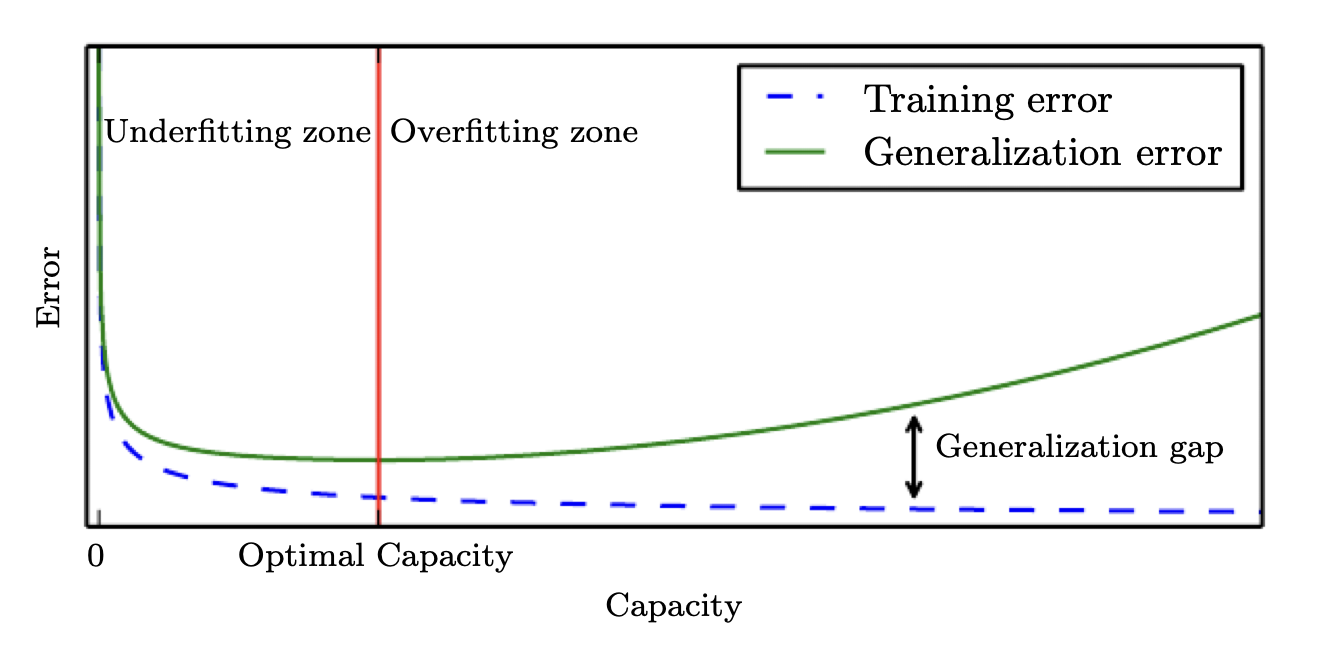 Training error
Generalization error
Underfitting zone
Overfitting zone
Error
Generalization gap
0
Optimal Capacity
Capacity